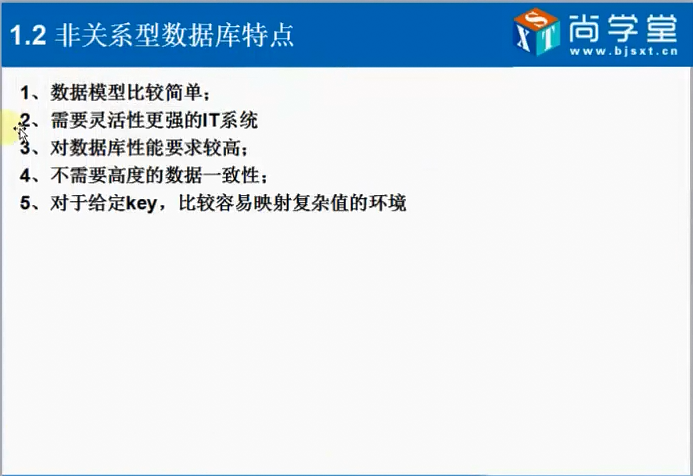 1.2 非关系型数据库特点
SXT
尚学堂
www.bjsxt.cn
1、数据模型比较简单；
2、需要灵活性更强的IT系统
3、对数据库性能要求较高；
4、不需要高度的数据一致性；
5、对于给定key，比较容易映射复杂值的环境